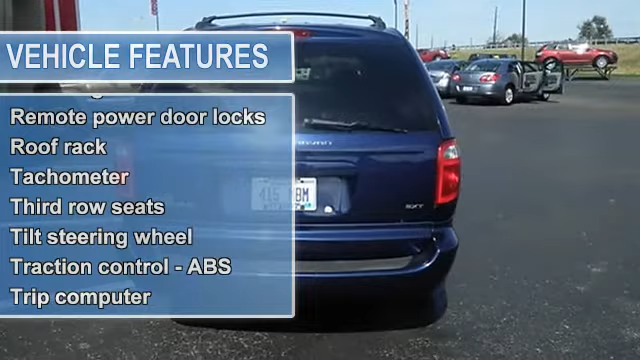 VEHICLE FEATURES
Remote power door locks
Roof rack
Tachometer
Third row seats
Tilt steering wheel
Traction control - ABS
Trip computer
SXT